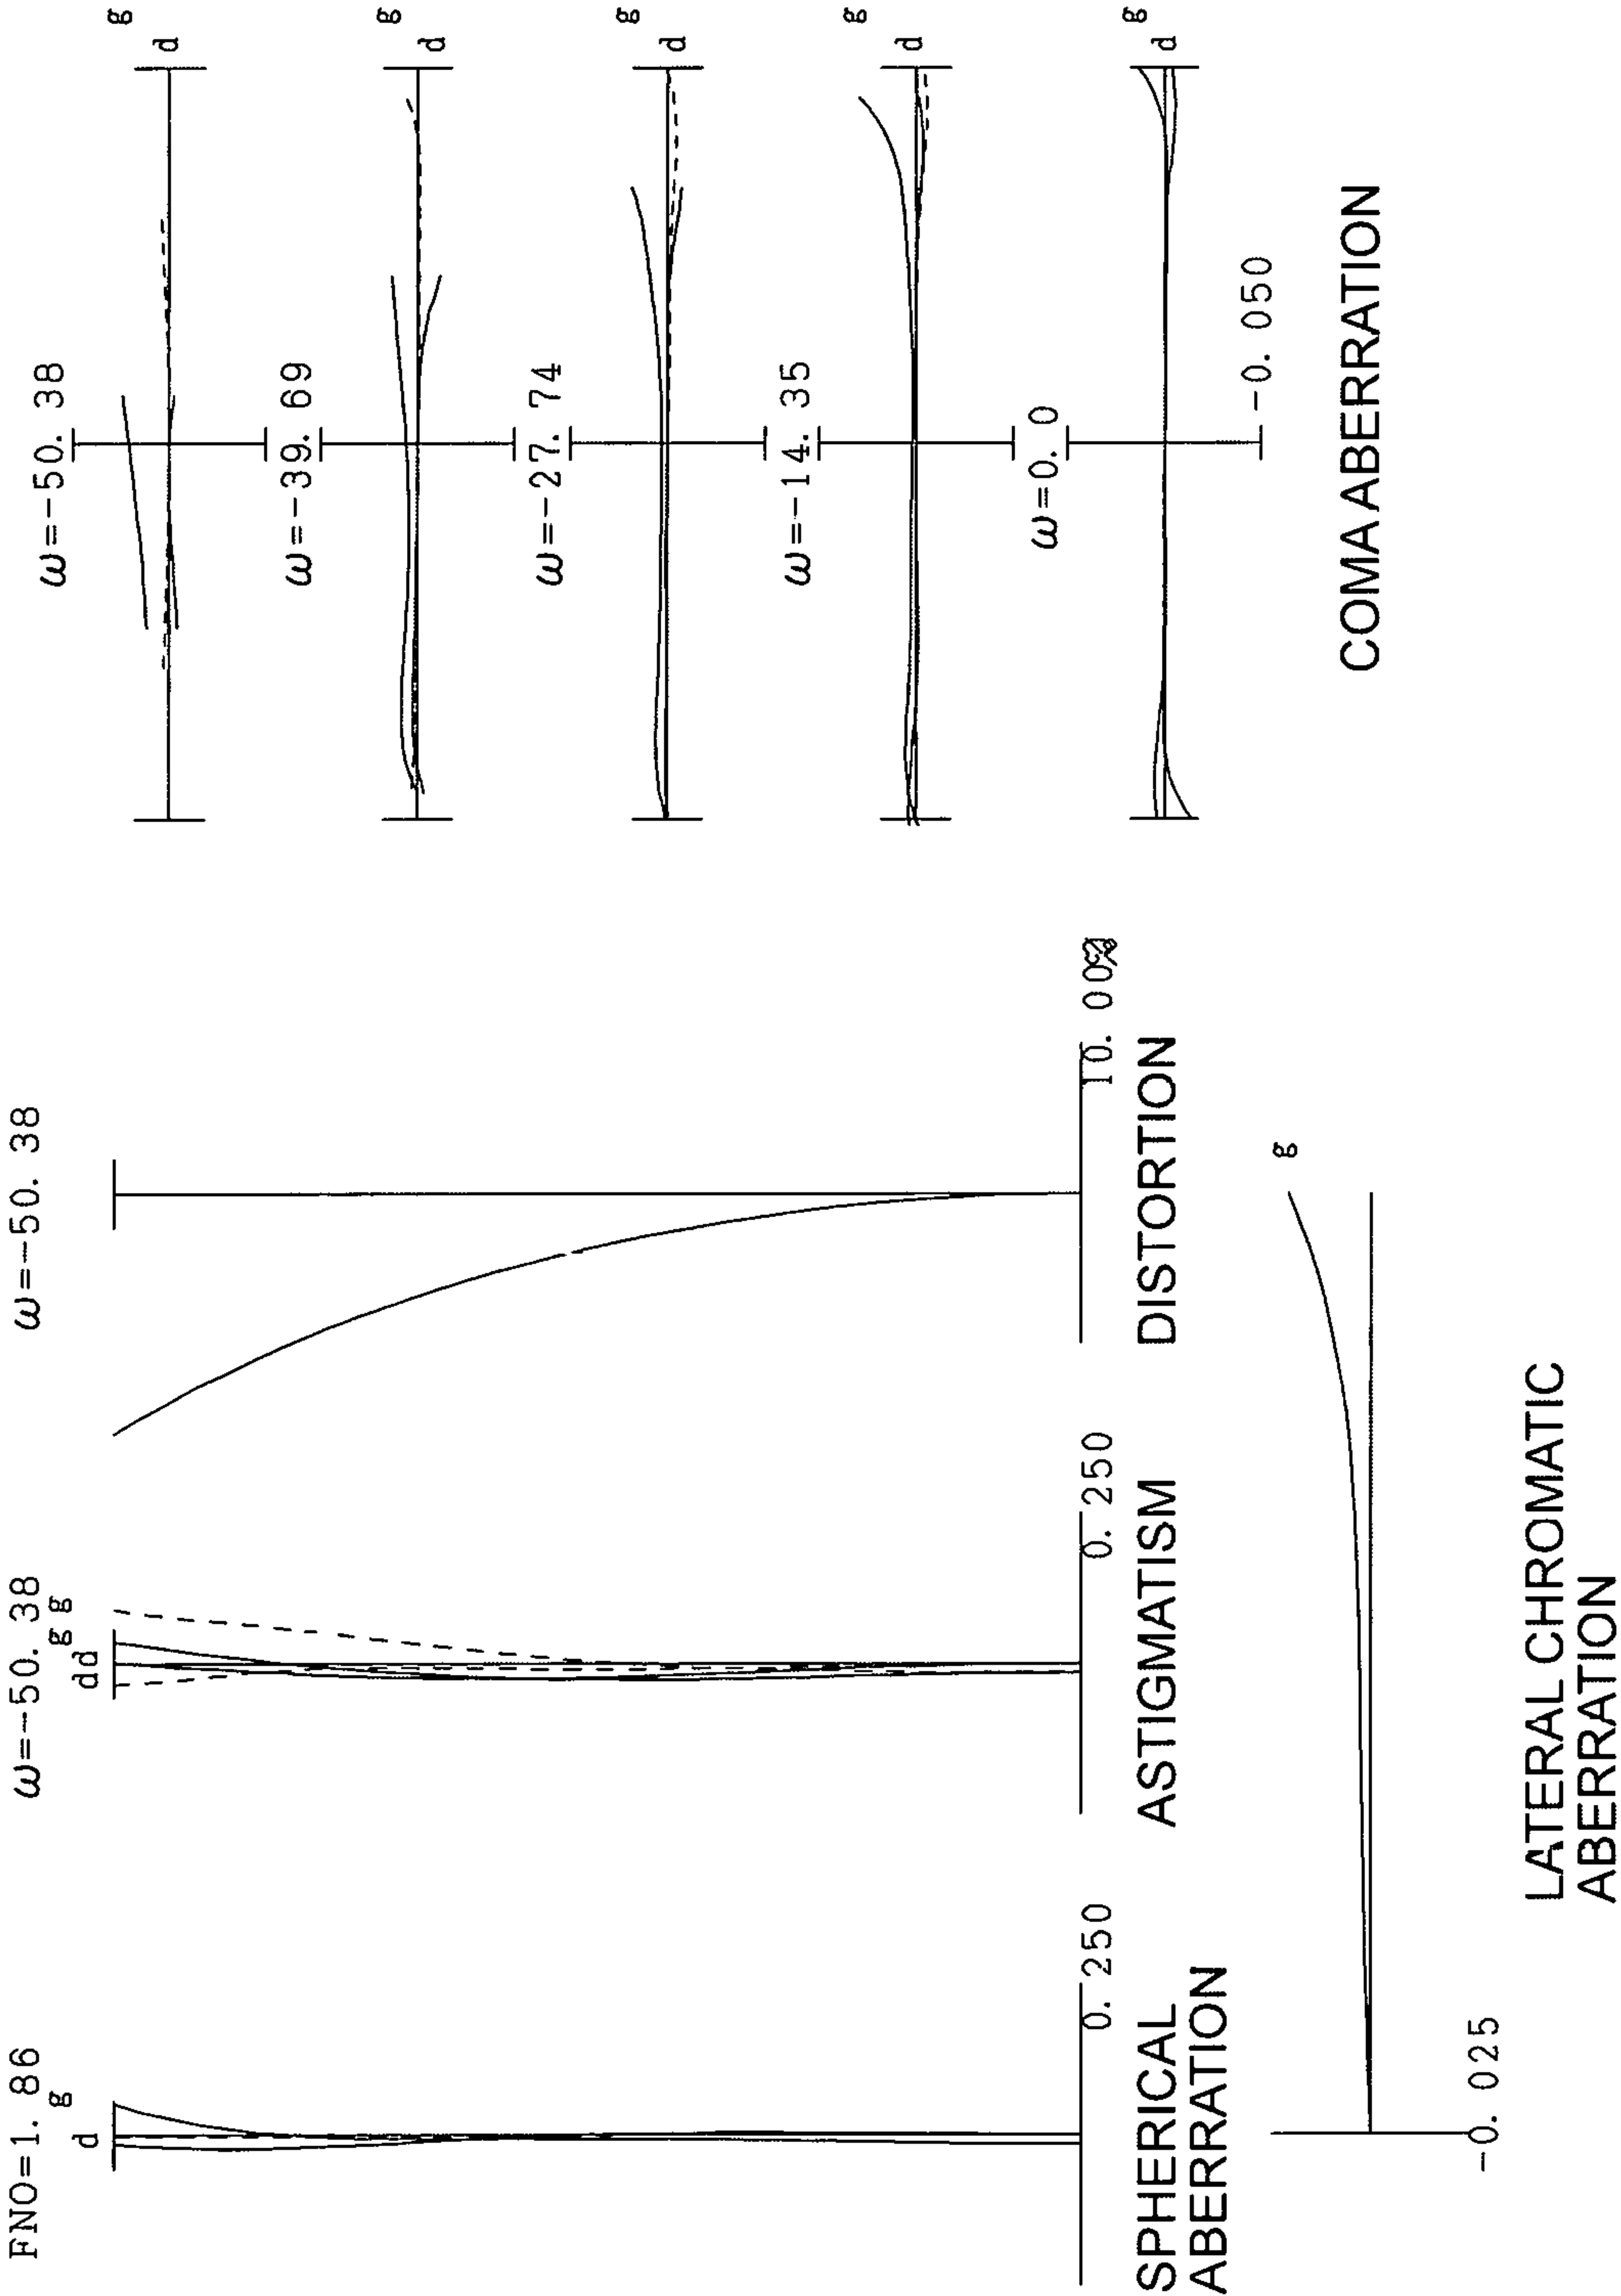 FNO=1. 86
d
g
0. 250
SPHERICAL
ABERRATION
ω=-50. 38
dd
g g
0. 250
ASTIGMATISM
ω=-50. 38
10. 00%
DISTORTION
g
-0. 025
LATERAL CHROMATIC
ABERRATION
ω=-50. 38
g
d
ω=-39. 69
g
d
ω=-27. 74
g
d
ω=-14. 35
g
d
ω=0. 0
g
d
-0. 050
COMA ABERRATION